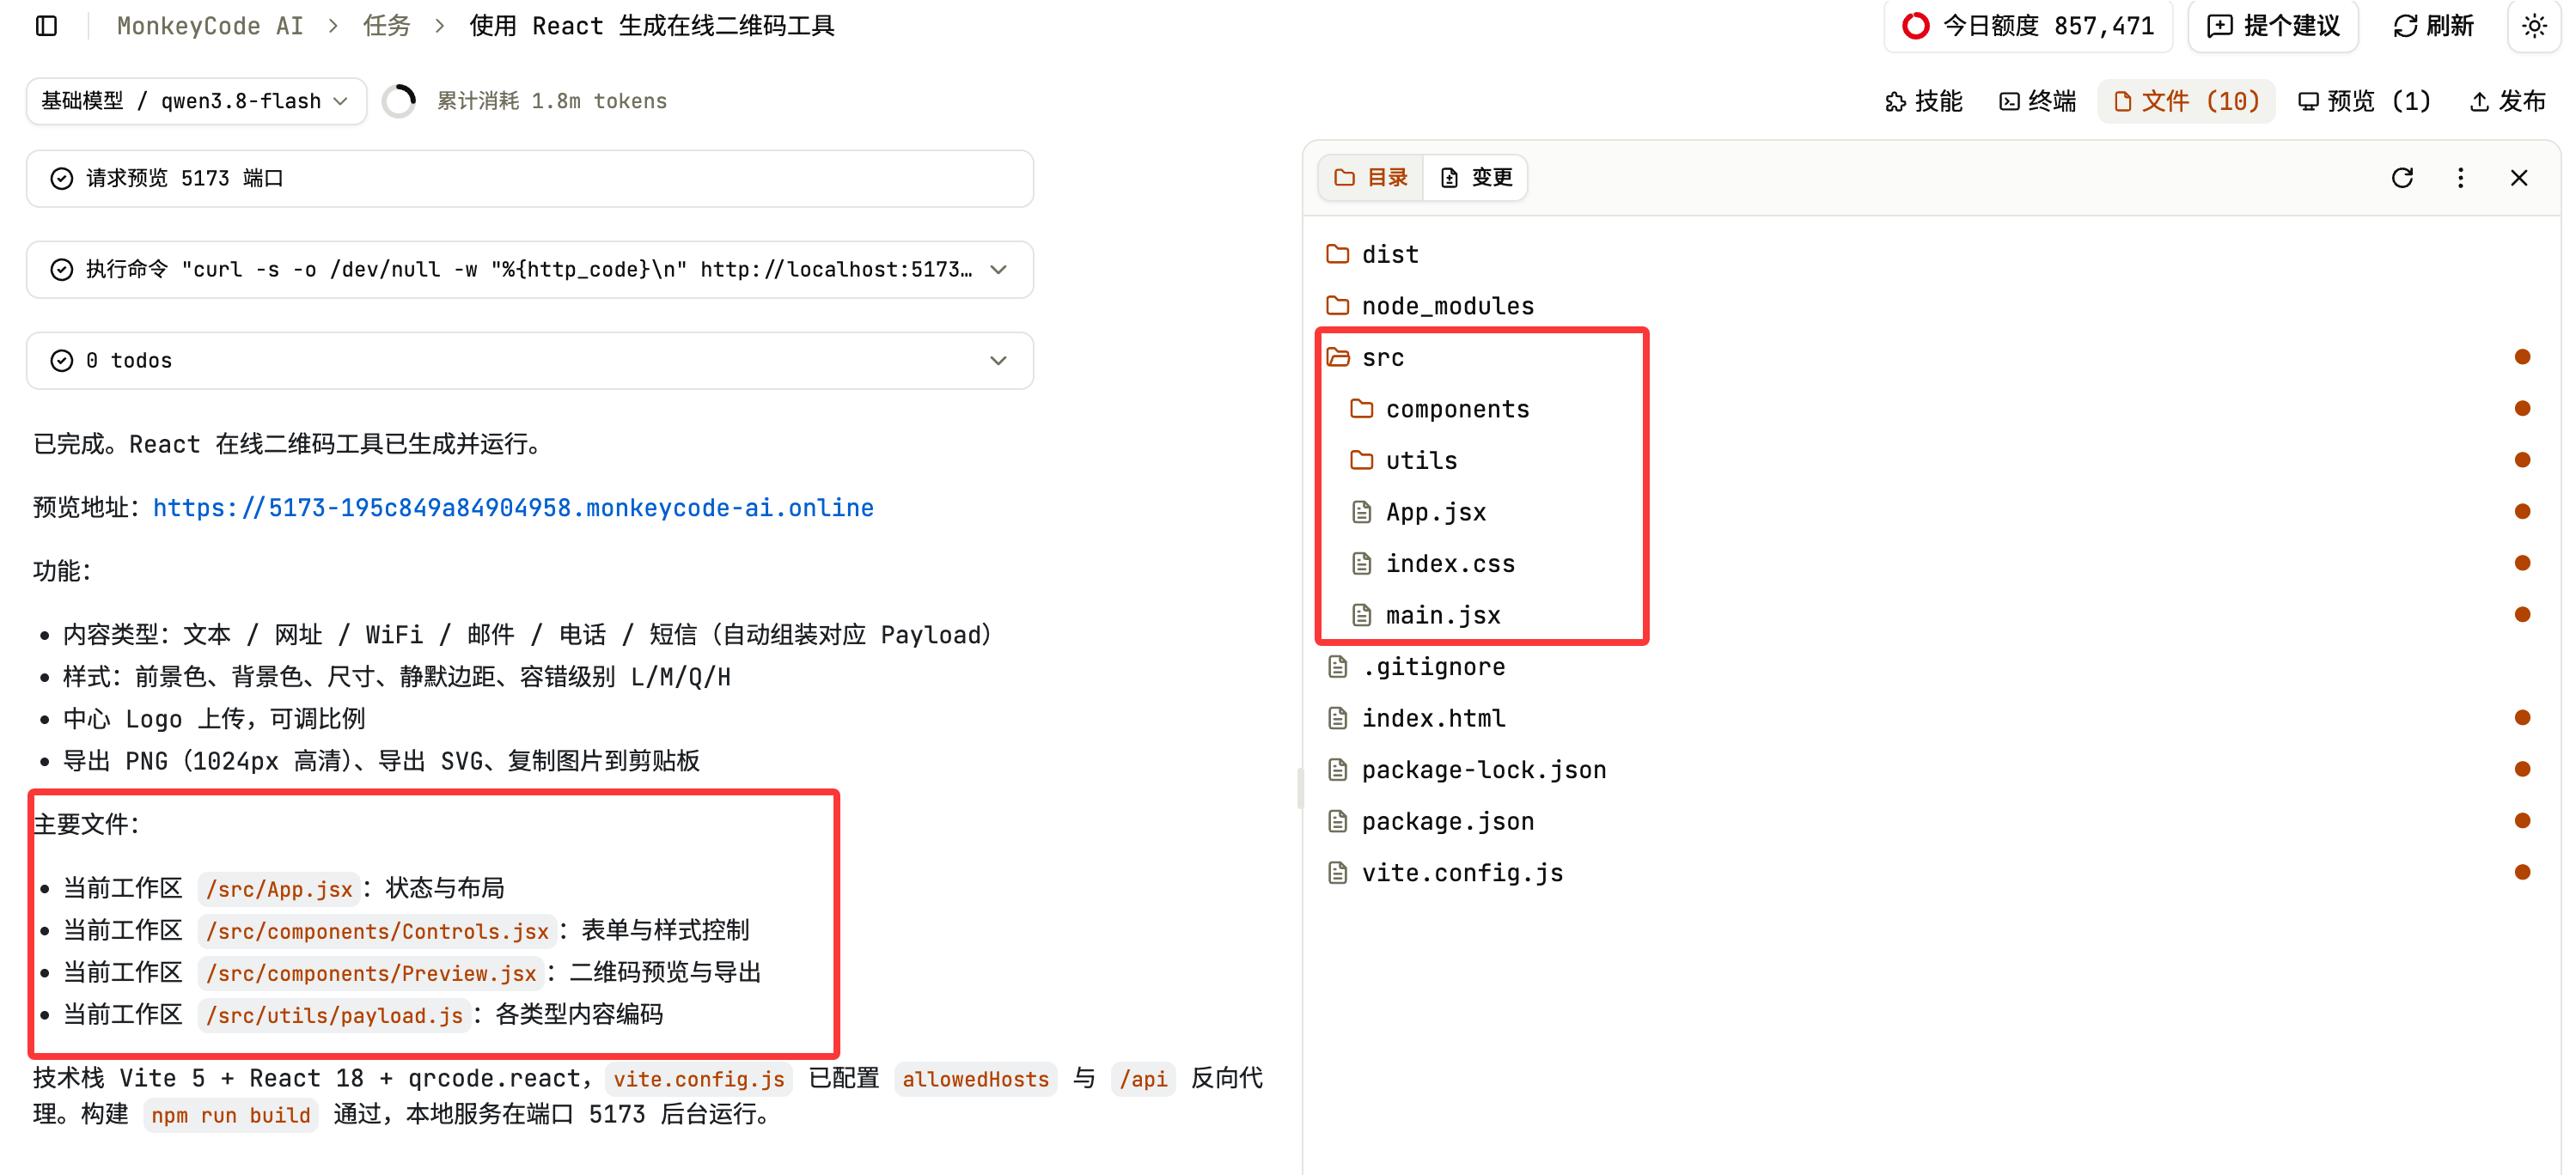 MonkeyCode AI > 任务 > 使用 React 生成在线二维码工具
今日额度 857,471
提个建议
刷新
基础模型 / qwen3.8-flash
累计消耗 1.8m tokens
技能
终端
文件 (10)
预览 (1)
发布
请求预览 5173 端口
执行命令 "curl -s -o /dev/null -w "%{http_code}\n" http://localhost:5173…
0 todos
已完成。React 在线二维码工具已生成并运行。
预览地址：https://5173-195c849a84904958.monkeycode-ai.online
功能：
• 内容类型：文本 / 网址 / WiFi / 邮件 / 电话 / 短信（自动组装对应 Payload）
• 样式：前景色、背景色、尺寸、静默边距、容错级别 L/M/Q/H
• 中心 Logo 上传，可调比例
• 导出 PNG（1024px 高清）、导出 SVG、复制图片到剪贴板
主要文件：
• 当前工作区 /src/App.jsx：状态与布局
• 当前工作区 /src/components/Controls.jsx：表单与样式控制
• 当前工作区 /src/components/Preview.jsx：二维码预览与导出
• 当前工作区 /src/utils/payload.js：各类型内容编码
技术栈 Vite 5 + React 18 + qrcode.react，vite.config.js 已配置 allowedHosts 与 /api 反向代
理。构建 npm run build 通过，本地服务在端口 5173 后台运行。
目录
变更
dist
node_modules
src
components
utils
App.jsx
index.css
main.jsx
.gitignore
index.html
package-lock.json
package.json
vite.config.js